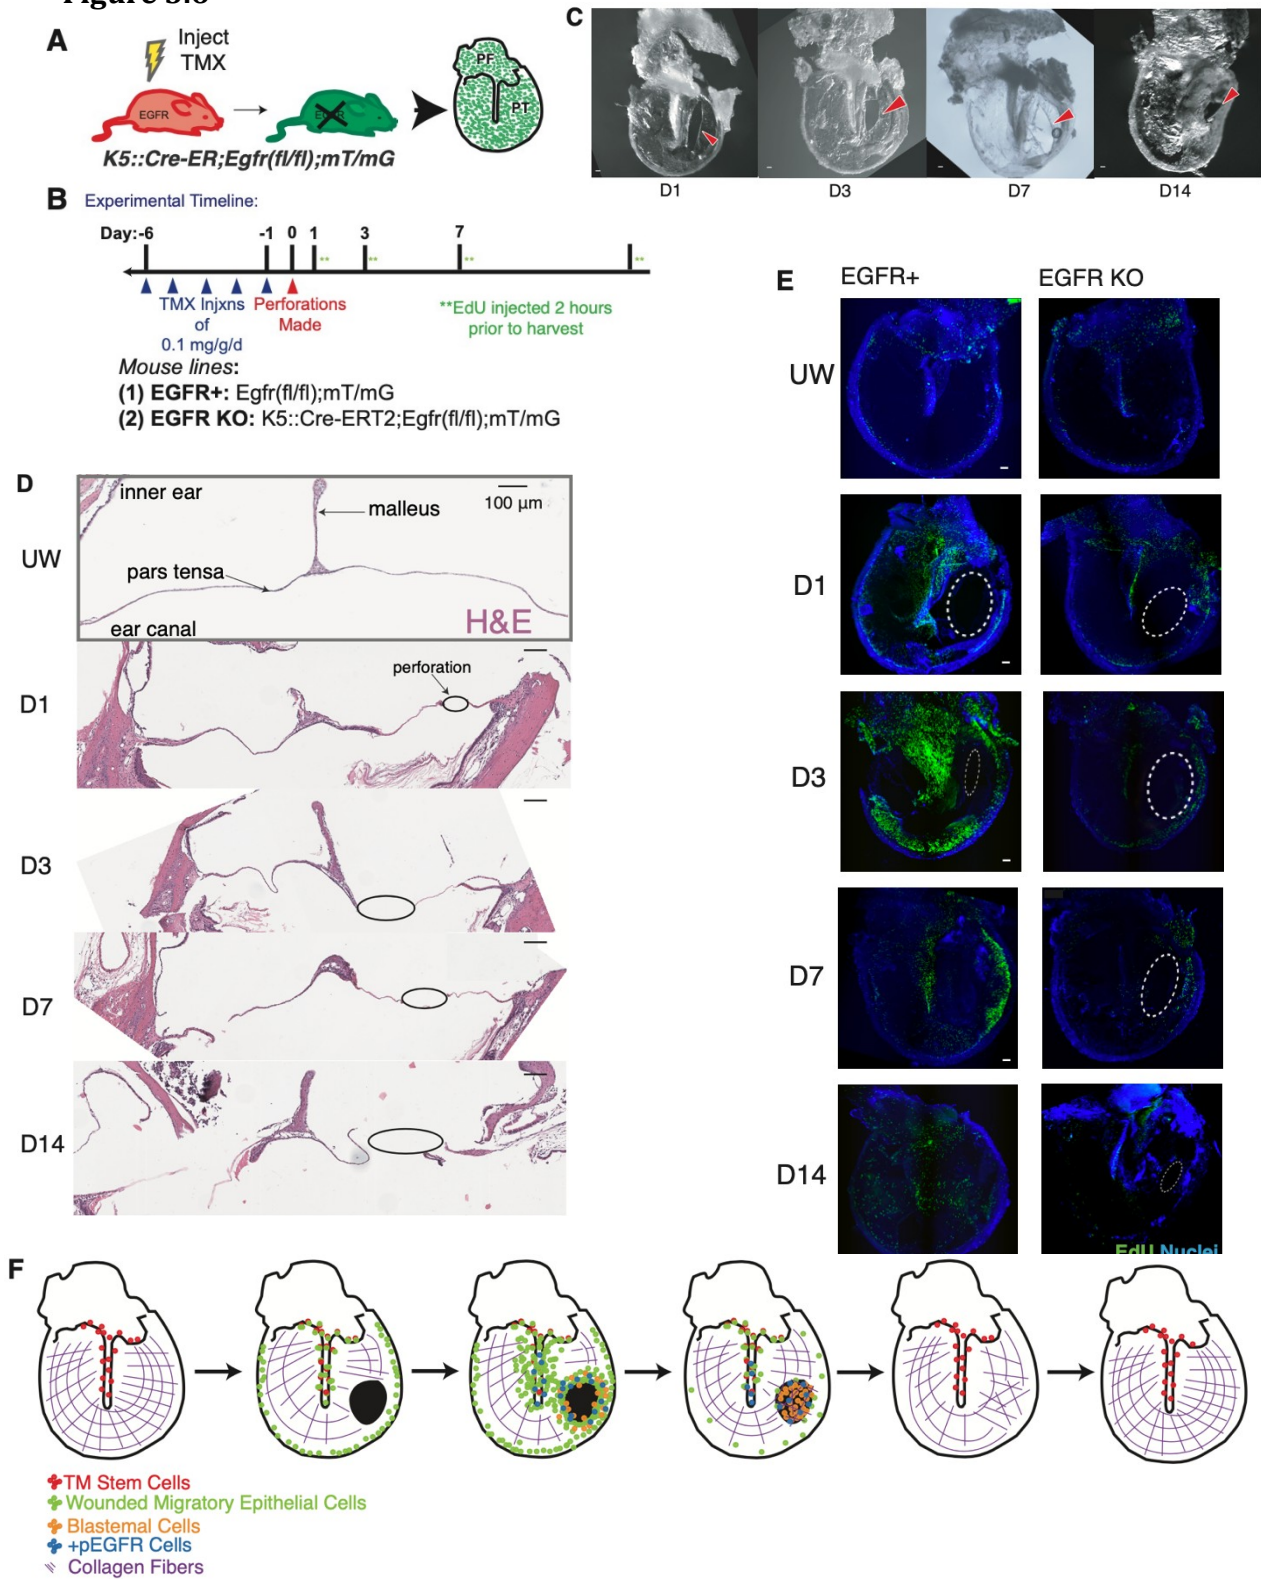 Figure 3.8
A
Inject
TMX
EGFR
EGFR
PF
PT
K5::Cre-ER;Egfr(fl/fl);mT/mG
B
Experimental Timeline:
Day:-6
-1
0
1
3
7
**
**
**
**
TMX Injxns
of
0.1 mg/g/d
Perforations
Made
**EdU injected 2 hours
prior to harvest
Mouse lines:
(1) EGFR+: Egfr(fl/fl);mT/mG
(2) EGFR KO: K5::Cre-ERT2;Egfr(fl/fl);mT/mG
C
D1
D3
D7
D14
D
UW
inner ear
malleus
100 µm
pars tensa
ear canal
H&E
D1
perforation
D3
D7
D14
E
EGFR+
EGFR KO
UW
D1
D3
D7
D14
EdU Nuclei
F
TM Stem Cells
Wounded Migratory Epithelial Cells
Blastemal Cells
+pEGFR Cells
Collagen Fibers